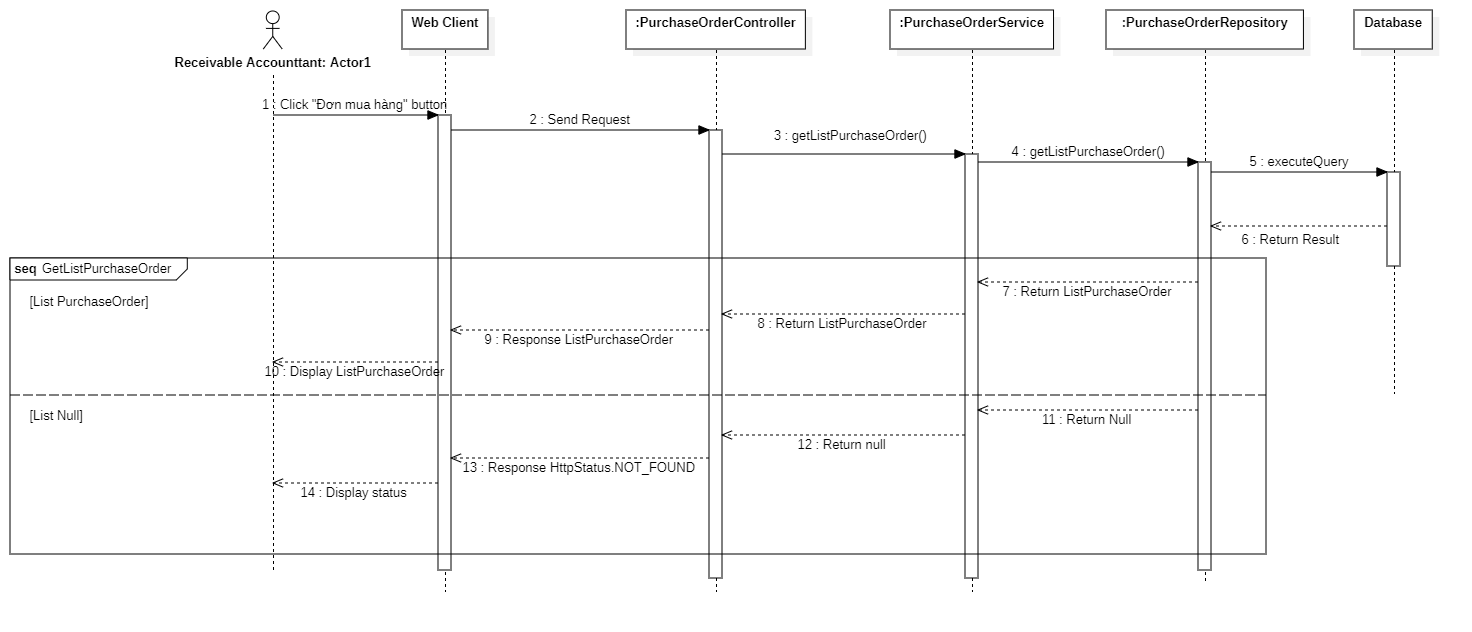 Web Client
:PurchaseOrderController
:PurchaseOrderService
:PurchaseOrderRepository
Database
Receivable Accounttant: Actor1
1 : Click "Đơn mua hàng" button
2 : Send Request
3 : getListPurchaseOrder()
4 : getListPurchaseOrder()
5 : executeQuery
6 : Return Result
seq GetListPurchaseOrder
[List PurchaseOrder]
7 : Return ListPurchaseOrder
8 : Return ListPurchaseOrder
9 : Response ListPurchaseOrder
10 : Display ListPurchaseOrder
[List Null]
11 : Return Null
12 : Return null
13 : Response HttpStatus.NOT_FOUND
14 : Display status